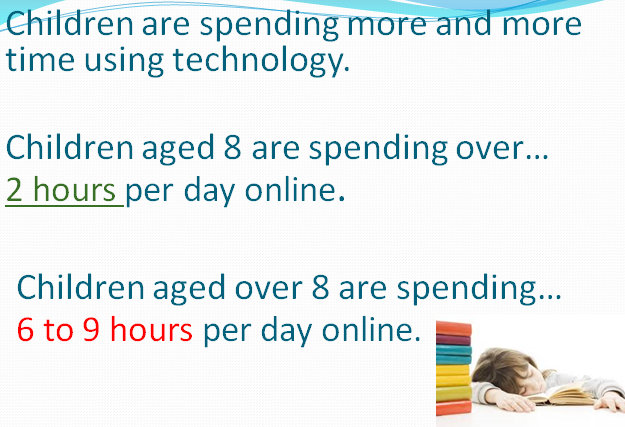 Children are spending more and more
time using technology.
Children aged 8 are spending over...
2 hours per day online.
Children aged over 8 are spending...
6 to 9 hours per day online.